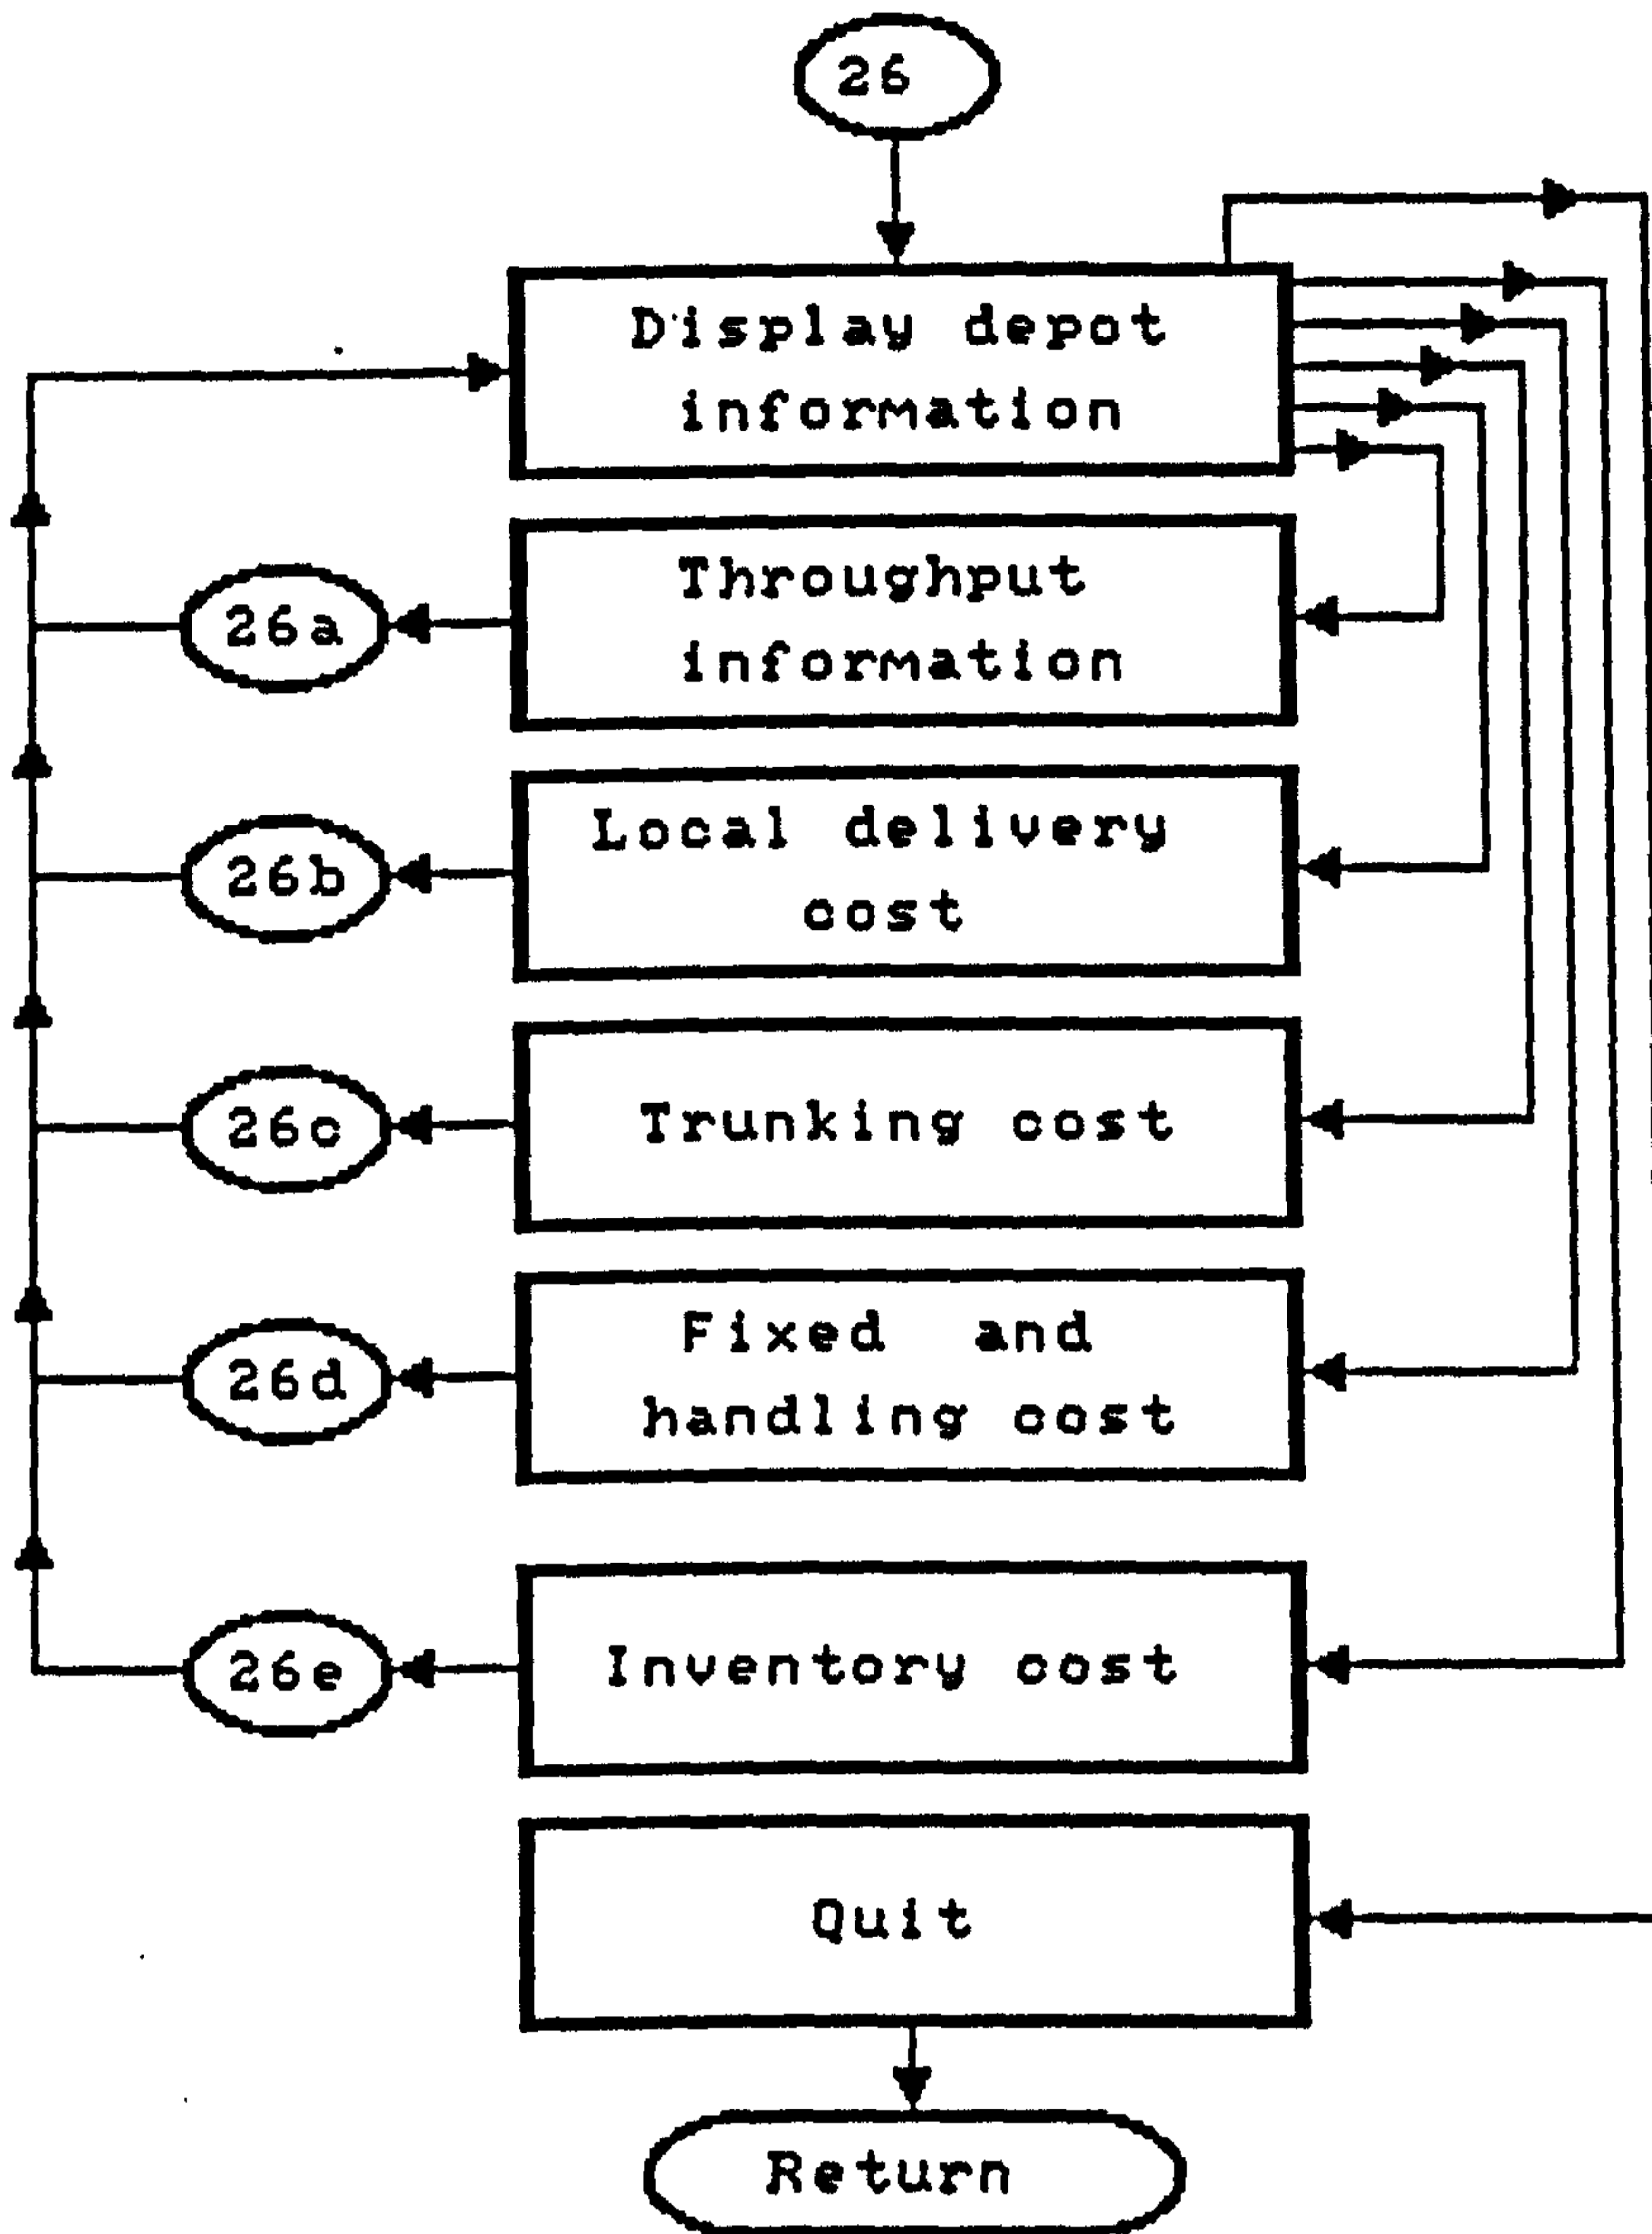 26
Display depot
information
Throughput
information
26a
Local delivery
cost
26b
Trunking cost
26c
Fixed and
handling cost
26d
Inventory cost
26e
Quit
Return